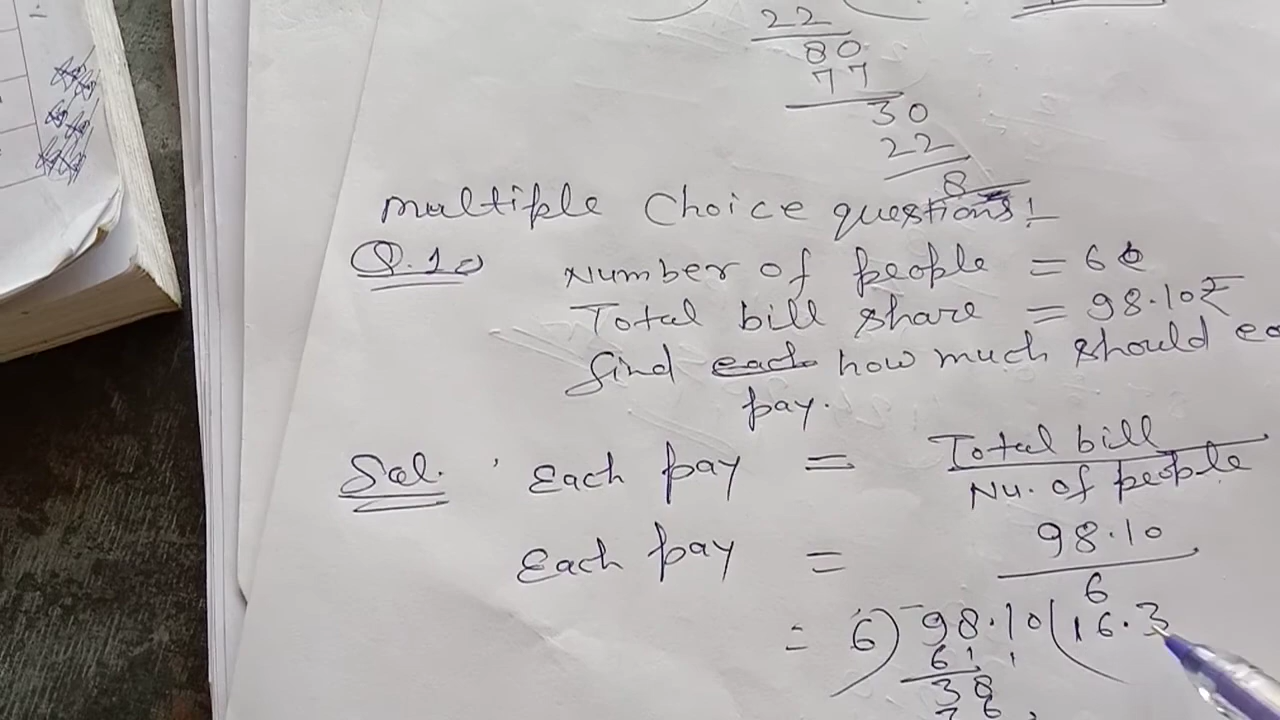 22
80
77
30
22
8
Multiple Choice questions!-
Q.1.
Number of people = 6
Total bill share = 98.10₹
find how much should
pay.
Sol. Each pay = Total bill
Nu. of people
Each pay = 98.10
6
= 6)98.10(16.3
6
38
36